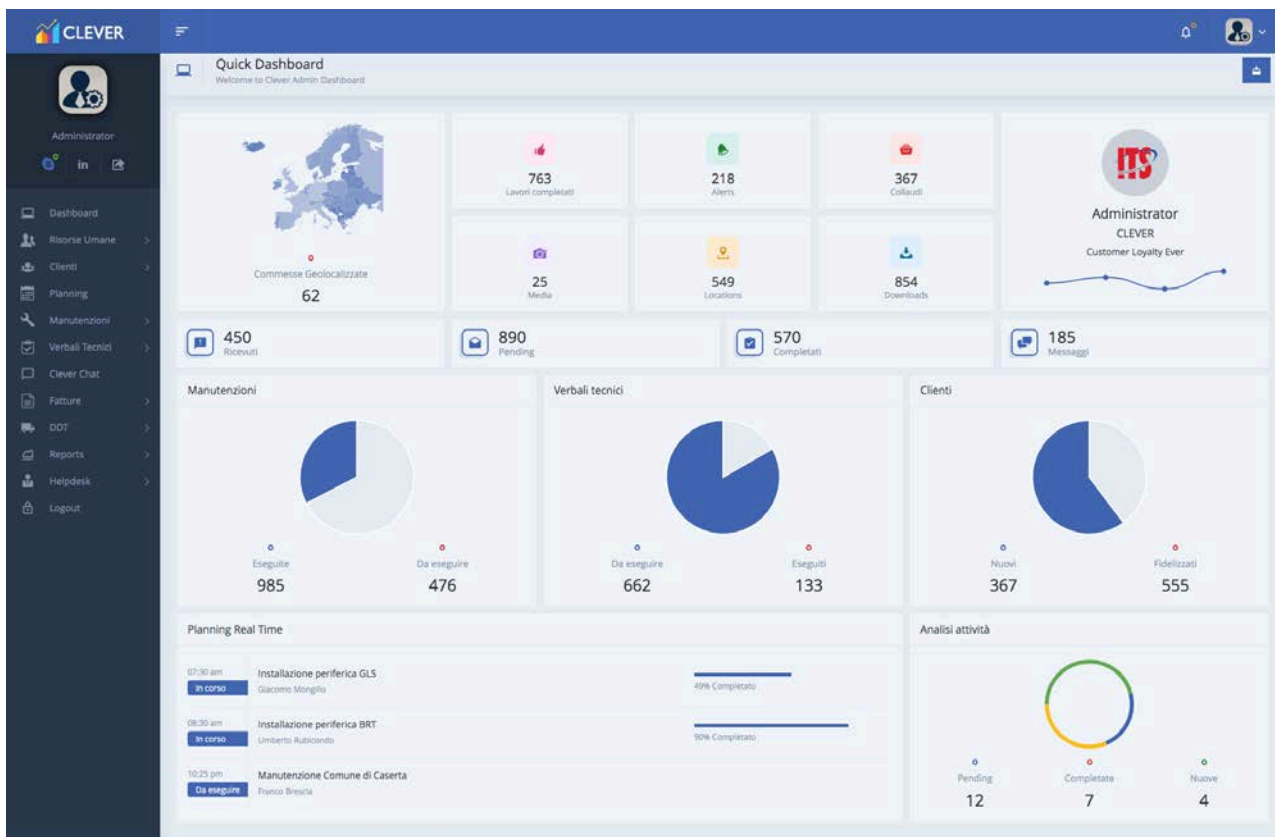 CLEVER
Quick Dashboard
Welcome to Clever Admin Dashboard
Administrator
in
Dashboard
Risorse Umane
Clienti
Planning
Manutenzioni
Verbali Tecnici
Clever Chat
Fatture
DDT
Reports
Helpdesk
Logout
Commesse Geolocalizzate
62
763
Lavori completati
218
Alerts
367
Collaudi
25
Media
549
Locations
854
Downloads
ITS
Administrator
CLEVER
Customer Loyalty Ever
450
Ricevuti
890
Pending
570
Completati
185
Messaggi
Manutenzioni
Eseguite
985
Da eseguire
476
Verbali tecnici
Da eseguire
662
Eseguiti
133
Clienti
Nuovi
367
Fidelizzati
555
Planning Real Time
07:30 am
In corso
Installazione periferica GLS
Giacomo Mongillo
49% Completato
08:30 am
In corso
Installazione periferica BRT
Umberto Rubicondo
90% Completato
10:25 pm
Da eseguire
Manutenzione Comune di Caserta
Franco Brescia
Analisi attività
Pending
12
Completate
7
Nuove
4